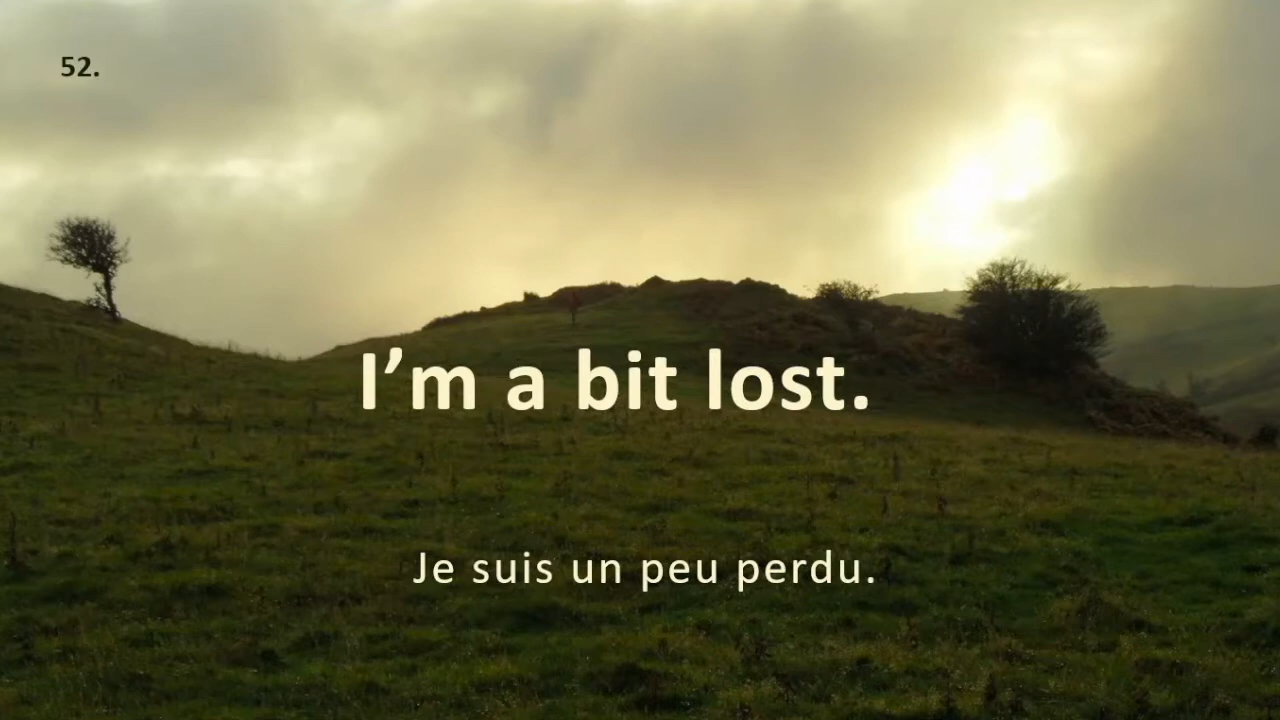 52.
I’m a bit lost.
Je suis un peu perdu.